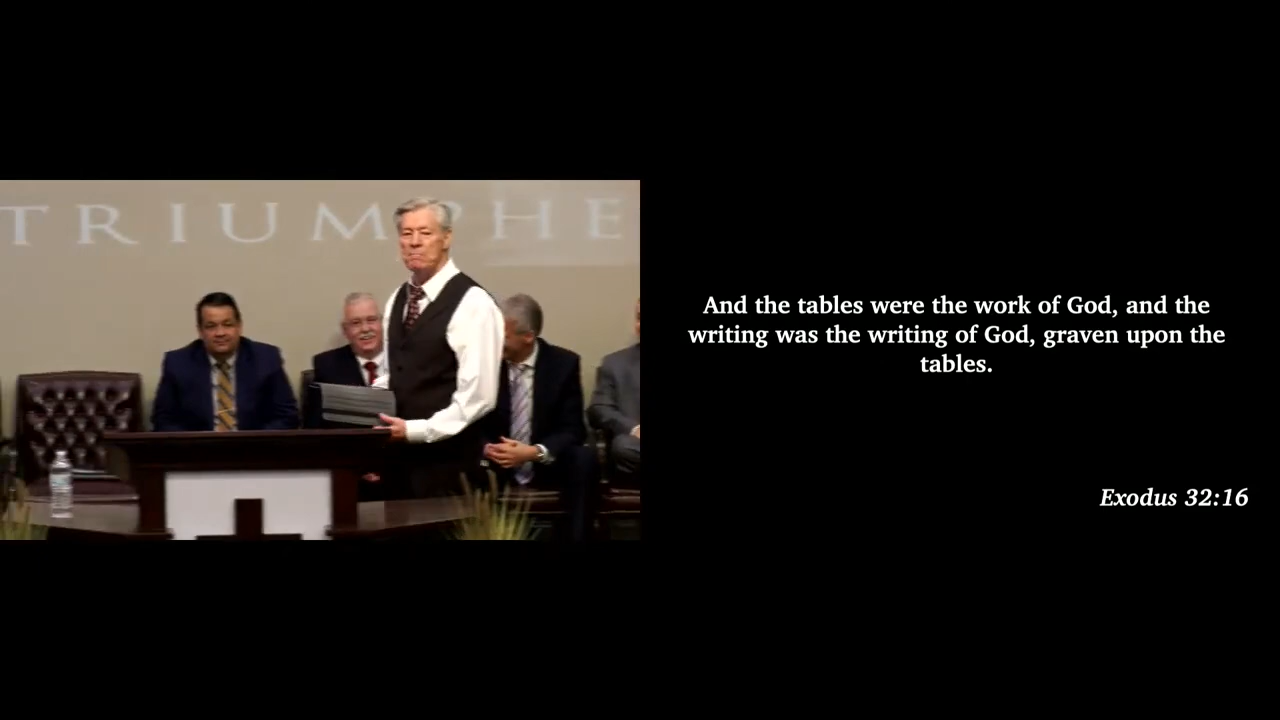 TRIUMPHE
And the tables were the work of God, and the
writing was the writing of God, graven upon the
tables.
Exodus 32:16